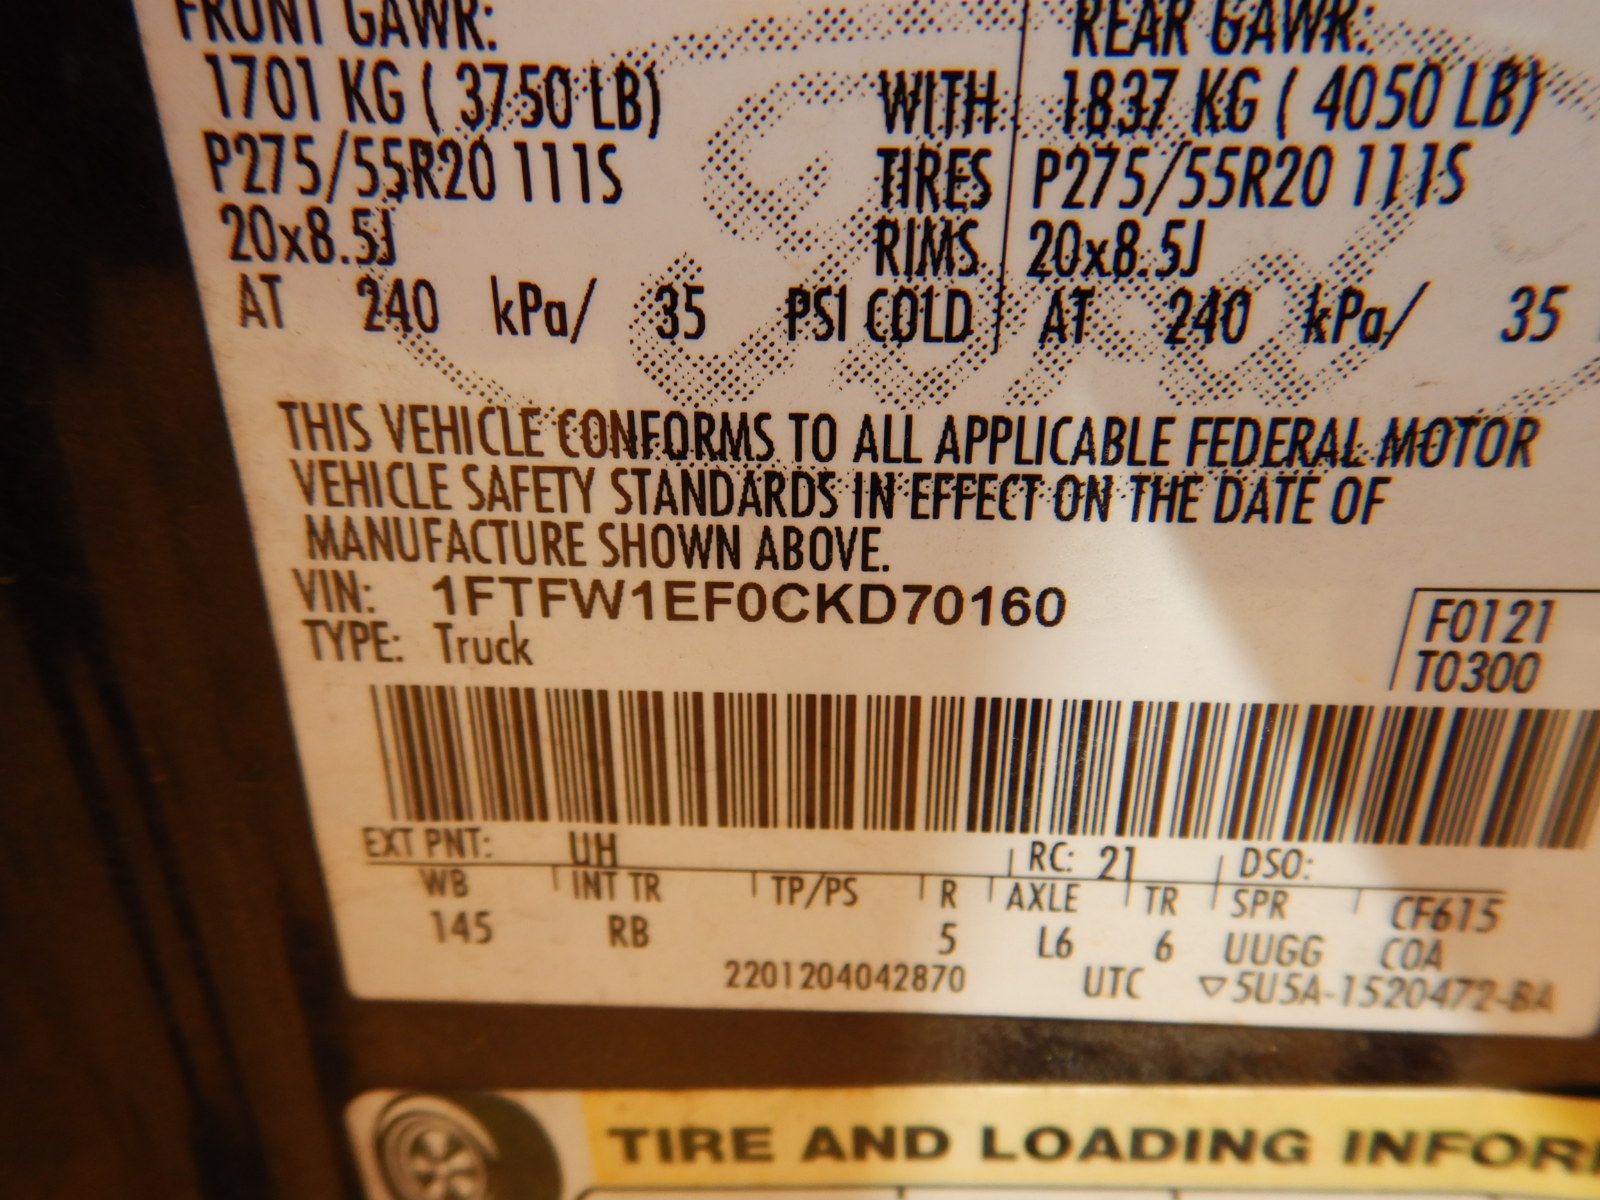 FRONT GAWR: REAR GAWR:
1701 KG ( 3750 LB) WITH 1837 KG ( 4050 LB)
P275/55R20 111S TIRES P275/55R20 111S
20x8.5J RIMS 20x8.5J
AT 240 kPa/ 35 PSI COLD AT 240 kPa/ 35
THIS VEHICLE CONFORMS TO ALL APPLICABLE FEDERAL MOTOR
VEHICLE SAFETY STANDARDS IN EFFECT ON THE DATE OF
MANUFACTURE SHOWN ABOVE.
VIN: 1FTFW1EF0CKD70160
TYPE: Truck
F0121
T0300
EXT PNT: UH RC: 21 DSO:
WB INT TR TP/PS R AXLE TR SPR CF615
145 RB 5 L6 6 UUGG COA
2201204042870 UTC ▽5U5A-1520472-BA
TIRE AND LOADING INFOR